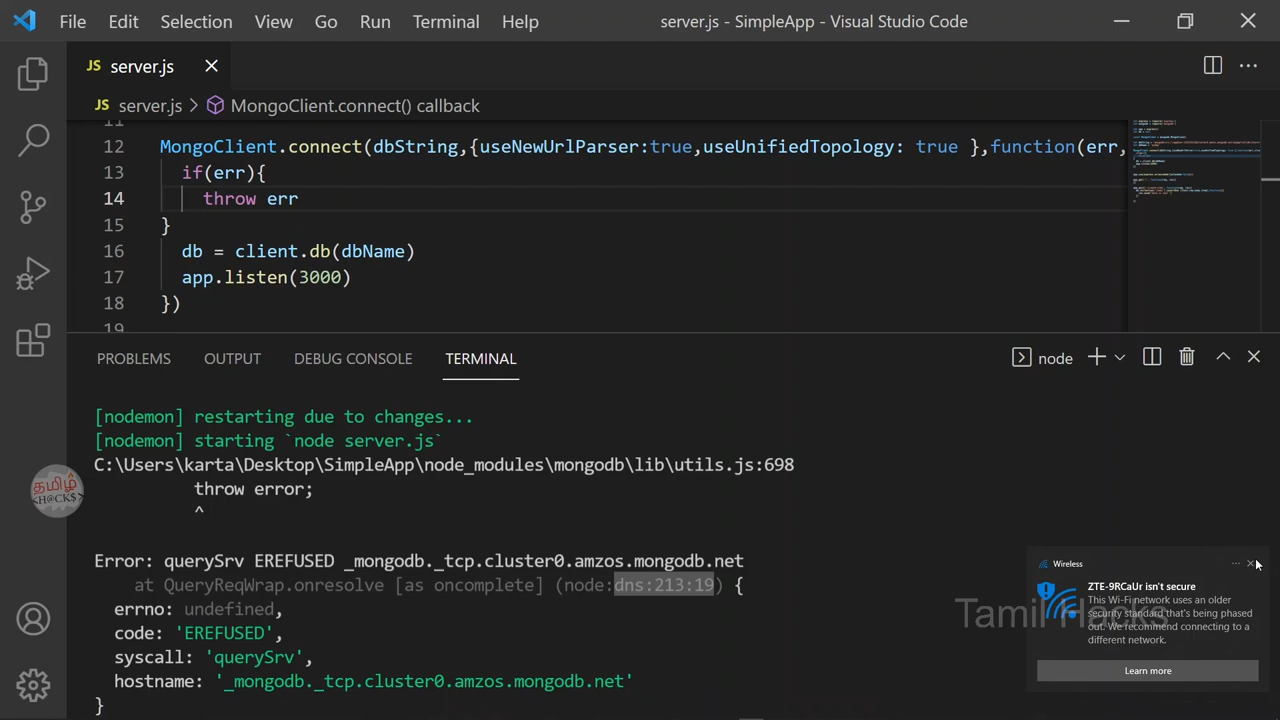 File Edit Selection View Go Run Terminal Help server.js - SimpleApp - Visual Studio Code
JS server.js
JS server.js > MongoClient.connect() callback
11
12 MongoClient.connect(dbString,{useNewUrlParser:true,useUnifiedTopology: true },function(err,
13 if(err){
14 throw err
15 }
16 db = client.db(dbName)
17 app.listen(3000)
18 })
19
PROBLEMS OUTPUT DEBUG CONSOLE TERMINAL node
[nodemon] restarting due to changes...
[nodemon] starting `node server.js`
C:\Users\karta\Desktop\SimpleApp\node_modules\mongodb\lib\utils.js:698
throw error;
^
தமிழ்
<H@CK$>
Error: querySrv EREFUSED _mongodb._tcp.cluster0.amzos.mongodb.net
at QueryReqWrap.onresolve [as oncomplete] (node:dns:213:19) {
errno: undefined,
code: 'EREFUSED',
syscall: 'querySrv',
hostname: '_mongodb._tcp.cluster0.amzos.mongodb.net'
}
Wireless
ZTE-9RCaUr isn't secure
This Wi-Fi network uses an older
security standard that's being phased
out. We recommend connecting to a
different network.
Learn more
Tamil Hacks